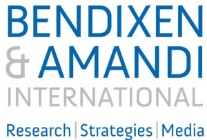 BENDIXEN
& AMANDI
INTERNATIONAL
Research | Strategies | Media